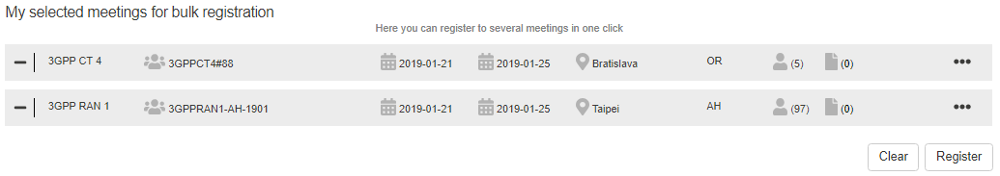 My selected meetings for bulk registration
Here you can register to several meetings in one click
3GPP CT 4 3GPPCT4#88 2019-01-21 2019-01-25 Bratislava OR (5) (0)
3GPP RAN 1 3GPPRAN1-AH-1901 2019-01-21 2019-01-25 Taipei AH (97) (0)
Clear Register